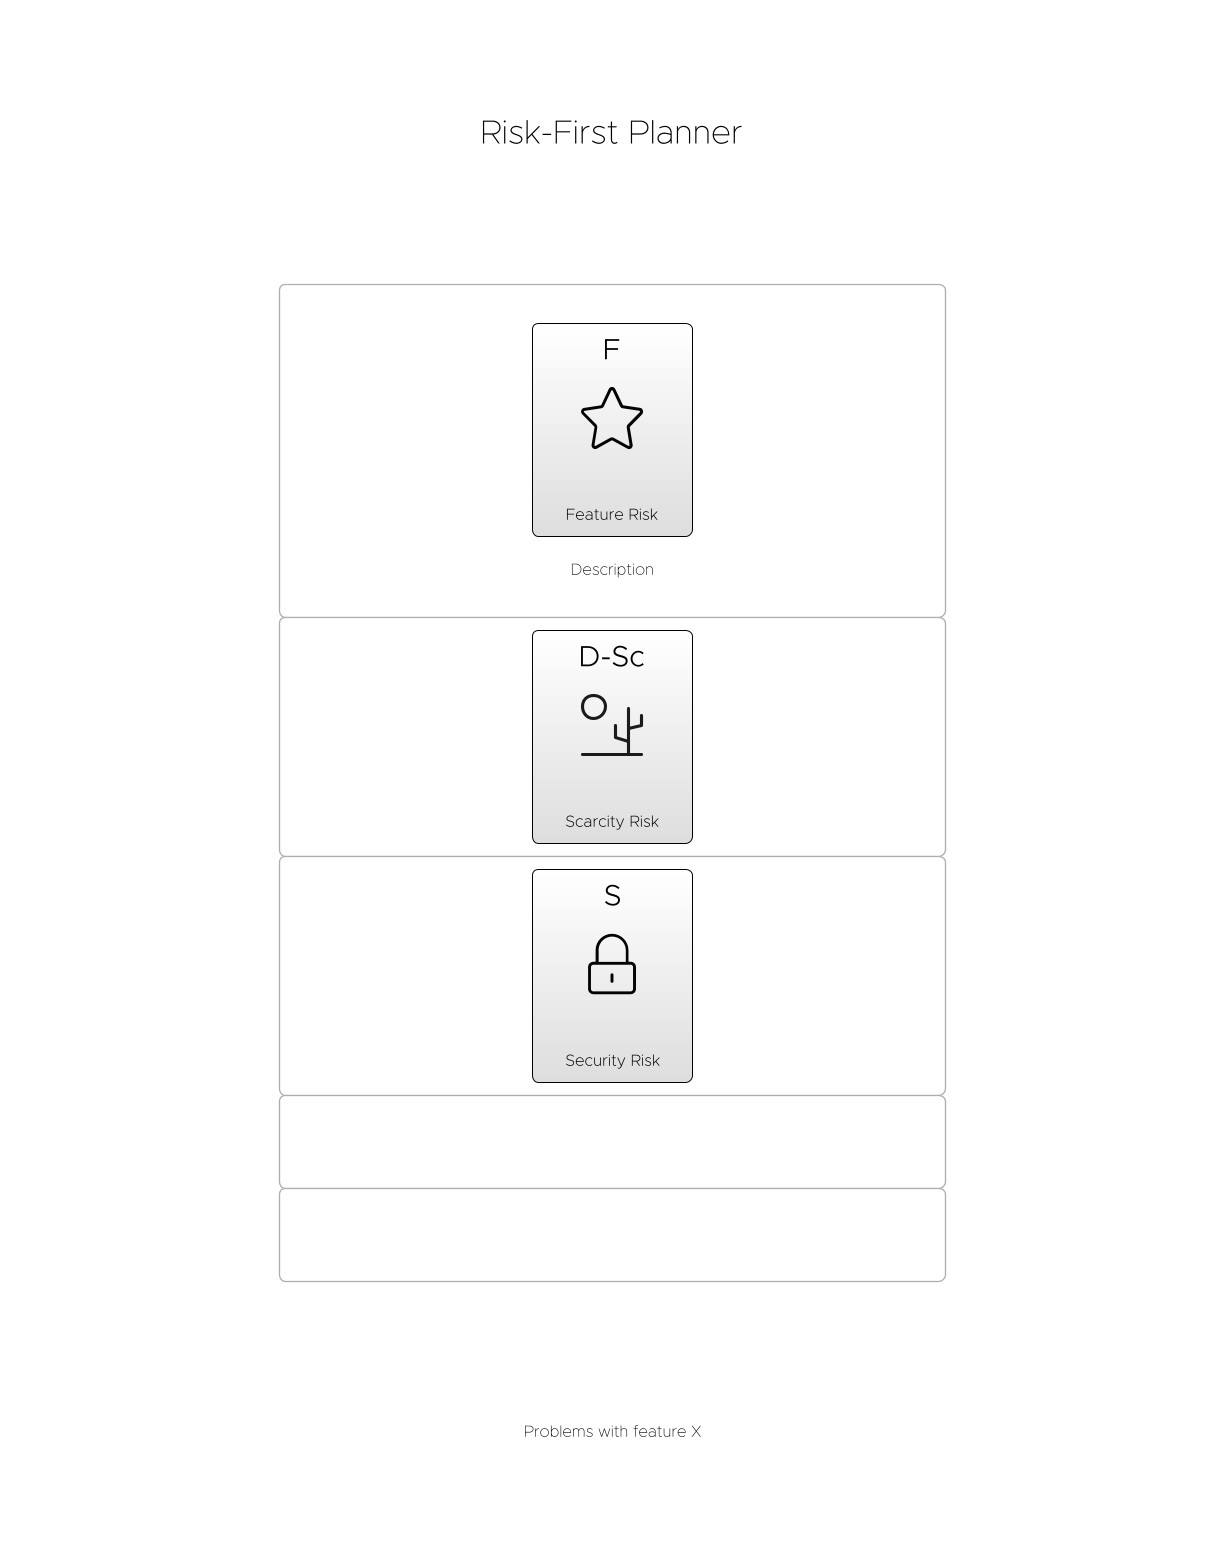 Risk-First Planner
F
Feature Risk
Description
D-Sc
Scarcity Risk
S
Security Risk
Problems with feature X